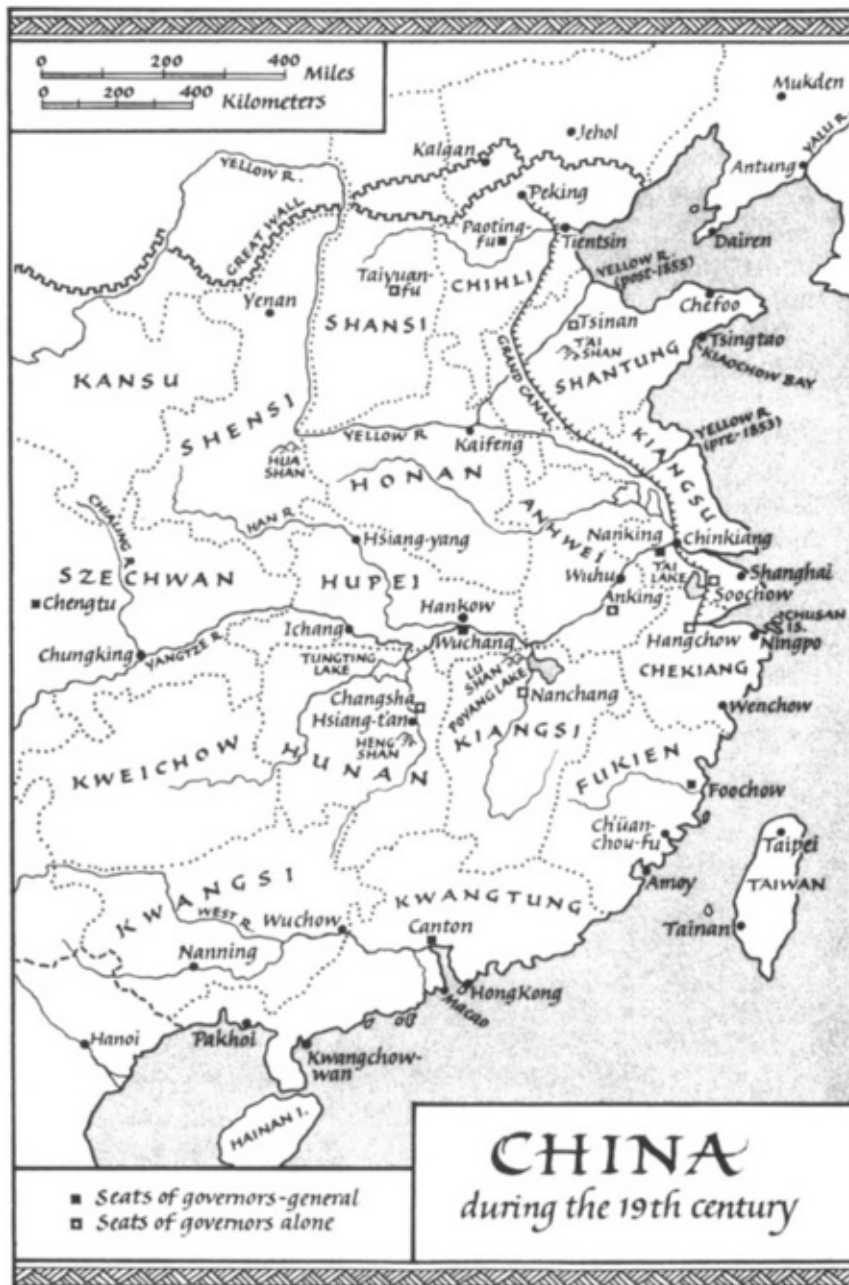 0 200 400 Miles
0 200 400 Kilometers
Mukden
Jehol
YALU R.
Kalgan
Antung
YELLOW R.
Peking
GREAT WALL
Paoting-
fu
Tientsin
Dairen
Taiyuan-
fu
CHIHLI
YELLOW R.
(post-1855)
Chefoo
Yenan
SHANSI
Tsinan
T'AI
SHAN
Tsingtao
KIAOCHOW BAY
GRAND CANAL
SHANTUNG
KANSU
SHENSI
YELLOW R.
Kaifeng
KIANGSU
YELLOW R.
(pre-1853)
HUA
SHAN
HONAN
CHIALING R.
HAN R.
Hsiang-yang
ANHWEI
Nanking
Chinkiang
SZECHWAN
HUPEI
Wuhu
TAI
LAKE
Shanghai
Soochow
Chengtu
Hankow
Anking
CHUSAN
IS.
Ichang
Wuchang
Hangchow
Ningpo
Chungking
YANGTZE R.
TUNGTING
LAKE
LU
SHAN
POYANG LAKE
CHEKIANG
Changsha
Nanchang
Wenchow
Hsiang-t'an
HENG
SHAN
KIANGSI
KWEICHOW
HUNAN
FUKIEN
Foochow
Ch'üan-
chou-fu
Taipei
TAIWAN
Amoy
KWANGSI
KWANGTUNG
WEST R.
Wuchow
Canton
Tainan
Nanning
HongKong
Macao
Hanoi
Pakhoi
Kwangchow-
wan
HAINAN I.
CHINA
during the 19th century
Seats of governors-general
Seats of governors alone